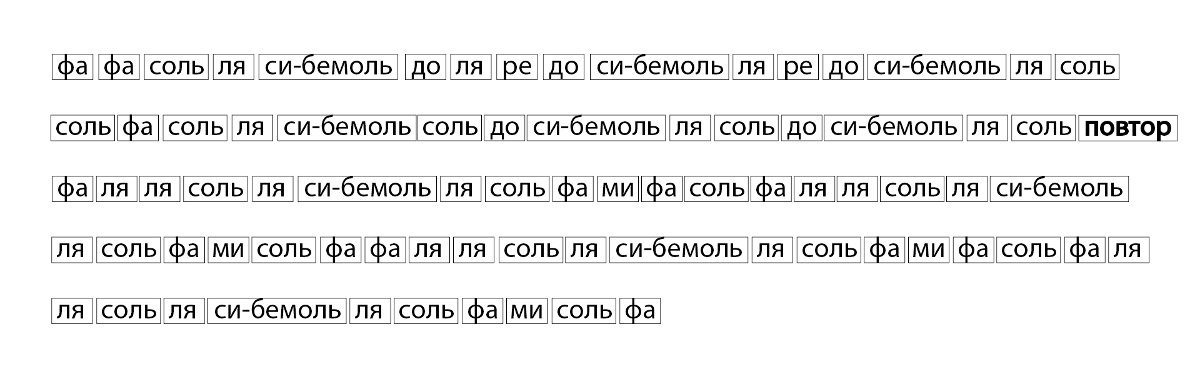 фа фа соль ля си-бемоль до ля ре до си-бемоль ля ре до си-бемоль ля соль
соль фа соль ля си-бемоль соль до си-бемоль ля соль до си-бемоль ля соль повтор
фа ля ля соль ля си-бемоль ля соль фа ми фа соль фа ля ля соль ля си-бемоль
ля соль фа ми соль фа фа ля ля соль ля си-бемоль ля соль фа ми фа соль фа ля
ля соль ля си-бемоль ля соль фа ми соль фа